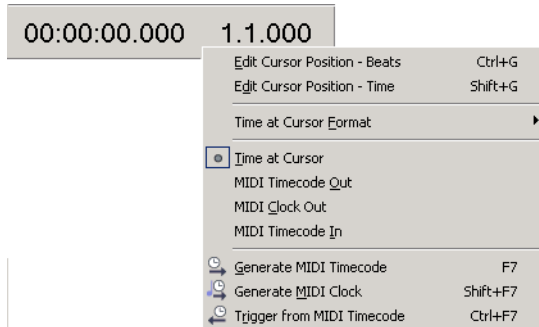 00:00:00.000 1.1.000
Edit Cursor Position - Beats Ctrl+G
Edit Cursor Position - Time Shift+G
Time at Cursor Format
Time at Cursor
MIDI Timecode Out
MIDI Clock Out
MIDI Timecode In
Generate MIDI Timecode F7
Generate MIDI Clock Shift+F7
Trigger from MIDI Timecode Ctrl+F7